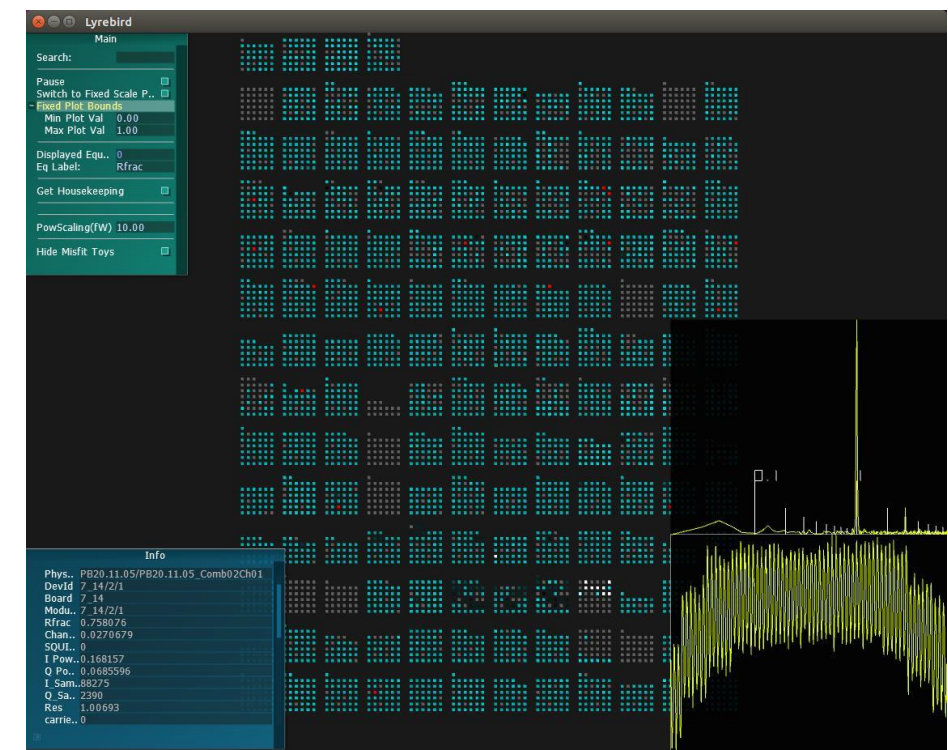 Lyrebird
Main
Search:
Pause
Switch to Fixed Scale P..
Fixed Plot Bounds
Min Plot Val 0.00
Max Plot Val 1.00
Displayed Equ.. 0
Eq Label: Rfrac
Get Housekeeping
PowScaling(fW) 10.00
Hide Misfit Toys
0.1
1
Info
Phys.. PB20.11.05/PB20.11.05_Comb02Ch01
DevId 7_14/2/1
Board 7_14
Modu.. 7_14/2/1
Rfrac 0.758076
Chan.. 0.0270679
SQUI.. 0
I Pow.. 0.168157
Q Po.. 0.0685596
I_Sam.. 88275
Q_Sa.. 2390
Res 1.00693
carrie.. 0